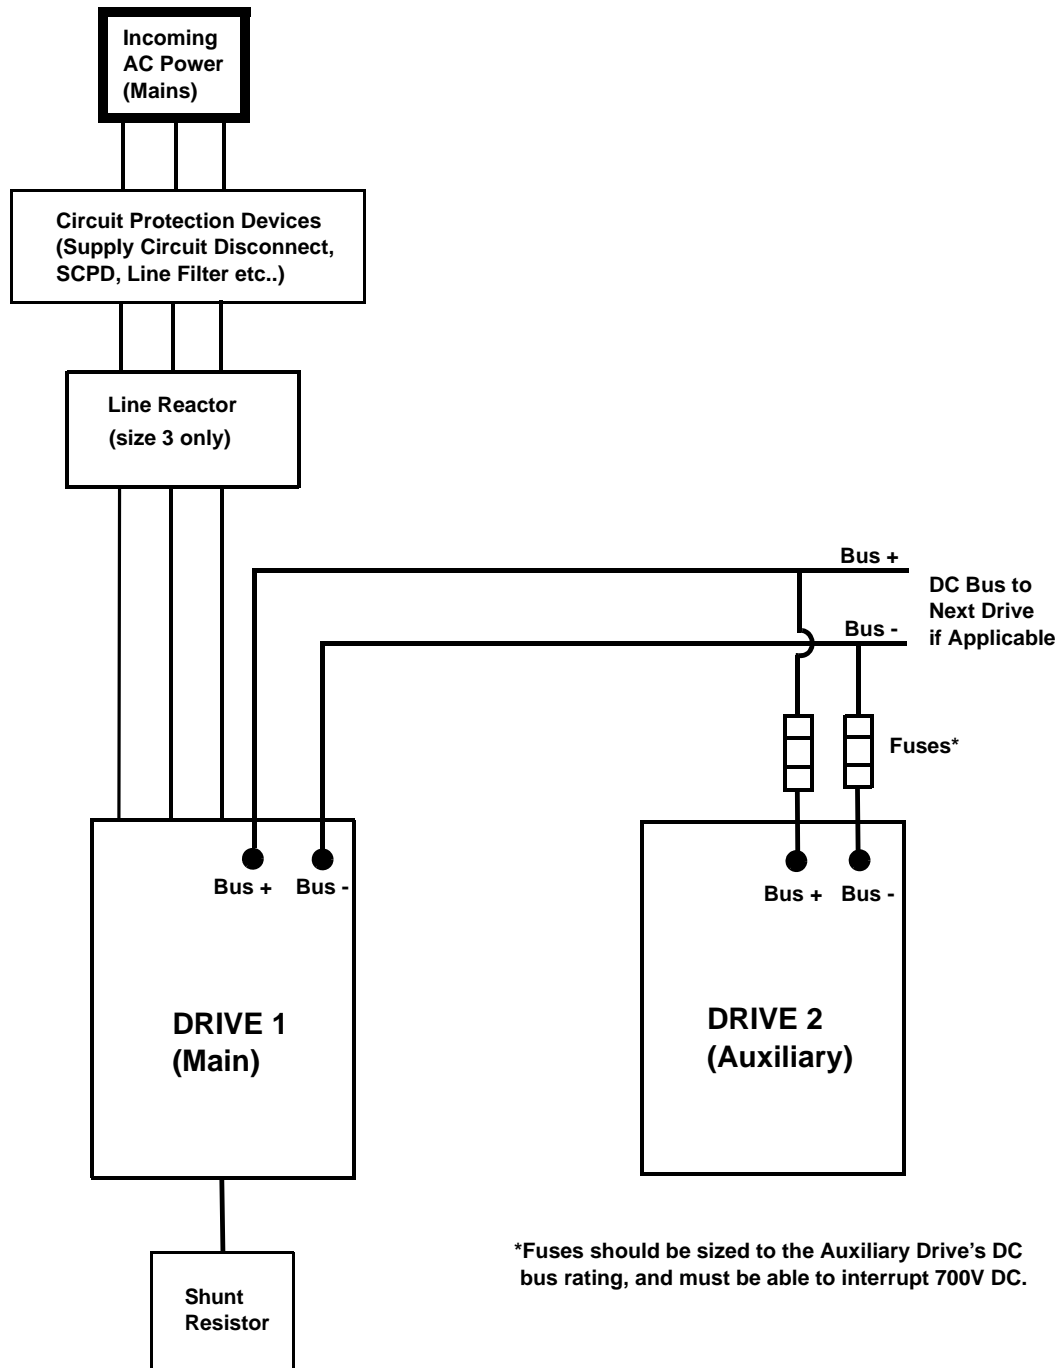 Incoming
AC Power
(Mains)
Circuit Protection Devices
(Supply Circuit Disconnect,
SCPD, Line Filter etc..)
Line Reactor
(size 3 only)
Bus +
DC Bus to
Next Drive
if Applicable
Bus -
Fuses*
Bus + Bus -
Bus + Bus -
DRIVE 1
(Main)
DRIVE 2
(Auxiliary)
*Fuses should be sized to the Auxiliary Drive’s DC
bus rating, and must be able to interrupt 700V DC.
Shunt
Resistor